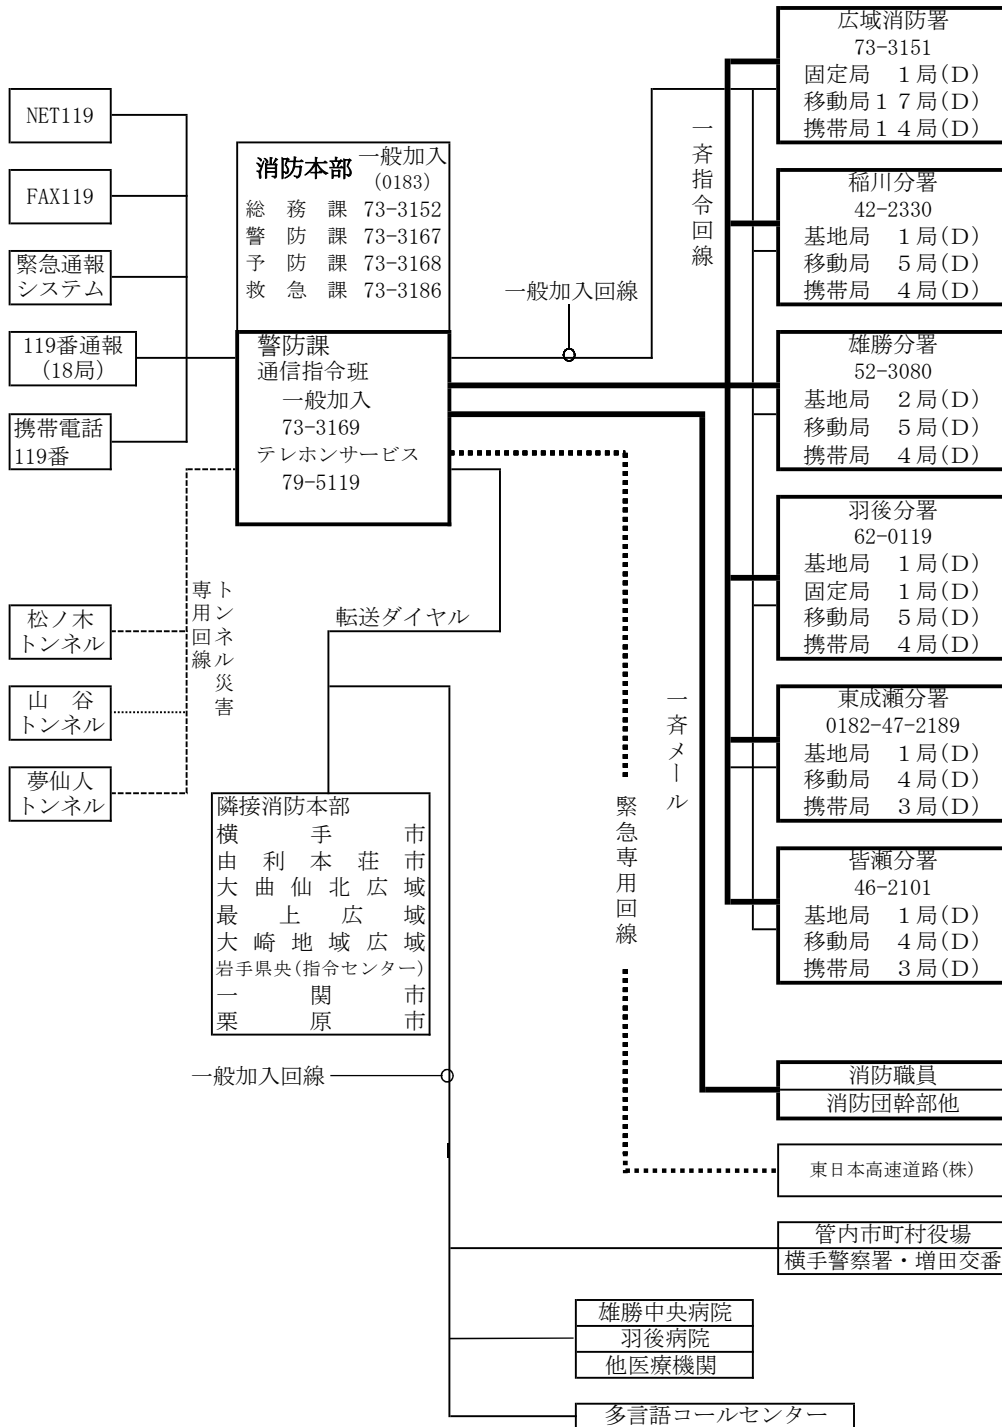 NET119
FAX119
緊急通報
システム
119番通報
(18局)
携帯電話
119番
松ノ木
トンネル
山　谷
トンネル
夢仙人
トンネル
トンネル災害
専用回線
消防本部 一般加入
(0183)
総　務　課 73-3152
警　防　課 73-3167
予　防　課 73-3168
救　急　課 73-3186
警防課
通信指令班
一般加入
73-3169
テレホンサービス
79-5119
一般加入回線
転送ダイヤル
隣接消防本部
横　手　市
由 利 本 荘 市
大 曲 仙 北 広 域
最 上 広 域
大 崎 地 域 広 域
岩手県央(指令センター)
一　関　市
栗　原　市
一般加入回線
一斉指令回線
一斉メール
緊急専用回線
広域消防署
73-3151
固定局　１局(Ｄ)
移動局１７局(Ｄ)
携帯局１４局(Ｄ)
稲川分署
42-2330
基地局　１局(Ｄ)
移動局　５局(Ｄ)
携帯局　４局(Ｄ)
雄勝分署
52-3080
基地局　２局(Ｄ)
移動局　５局(Ｄ)
携帯局　４局(Ｄ)
羽後分署
62-0119
基地局　１局(Ｄ)
固定局　１局(Ｄ)
移動局　５局(Ｄ)
携帯局　４局(Ｄ)
東成瀬分署
0182-47-2189
基地局　１局(Ｄ)
移動局　４局(Ｄ)
携帯局　３局(Ｄ)
皆瀬分署
46-2101
基地局　１局(Ｄ)
移動局　４局(Ｄ)
携帯局　３局(Ｄ)
消防職員
消防団幹部他
東日本高速道路(株)
管内市町村役場
横手警察署・増田交番
雄勝中央病院
羽後病院
他医療機関
多言語コールセンター